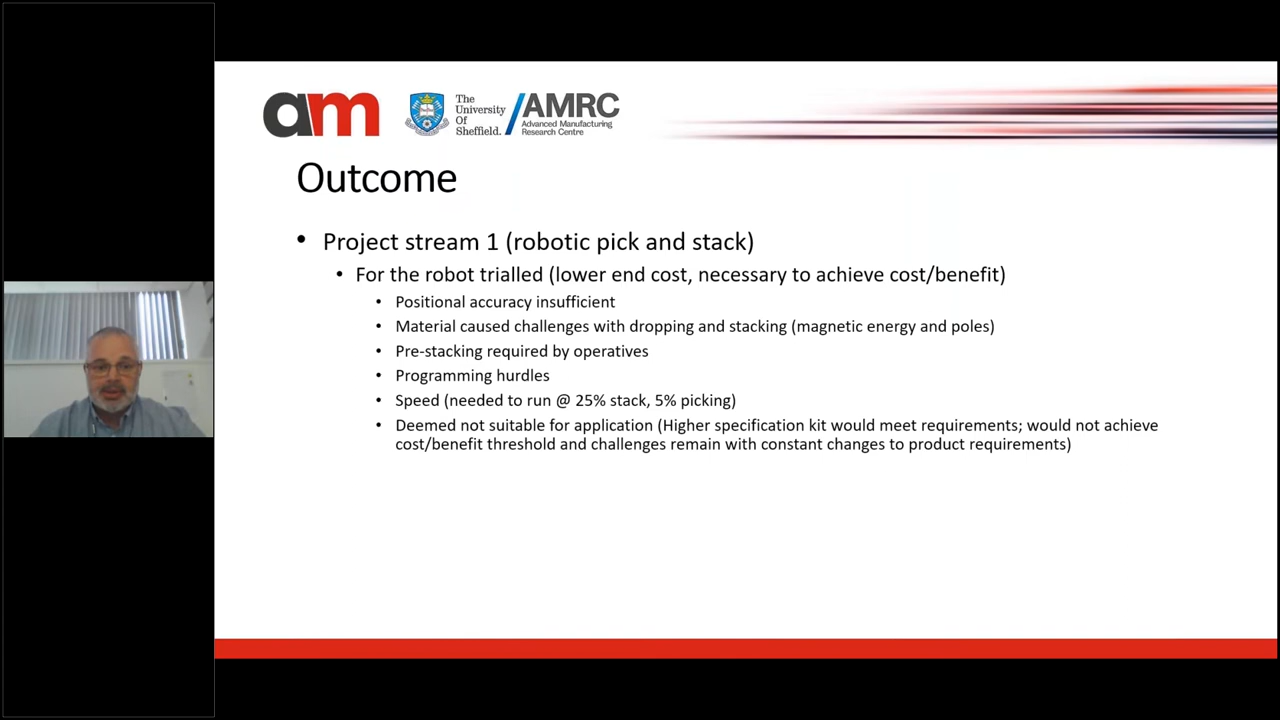 am
The
University
Of
Sheffield.
AMRC
Advanced Manufacturing
Research Centre
Outcome
• Project stream 1 (robotic pick and stack)
• For the robot trialled (lower end cost, necessary to achieve cost/benefit)
• Positional accuracy insufficient
• Material caused challenges with dropping and stacking (magnetic energy and poles)
• Pre-stacking required by operatives
• Programming hurdles
• Speed (needed to run @ 25% stack, 5% picking)
• Deemed not suitable for application (Higher specification kit would meet requirements; would not achieve
cost/benefit threshold and challenges remain with constant changes to product requirements)